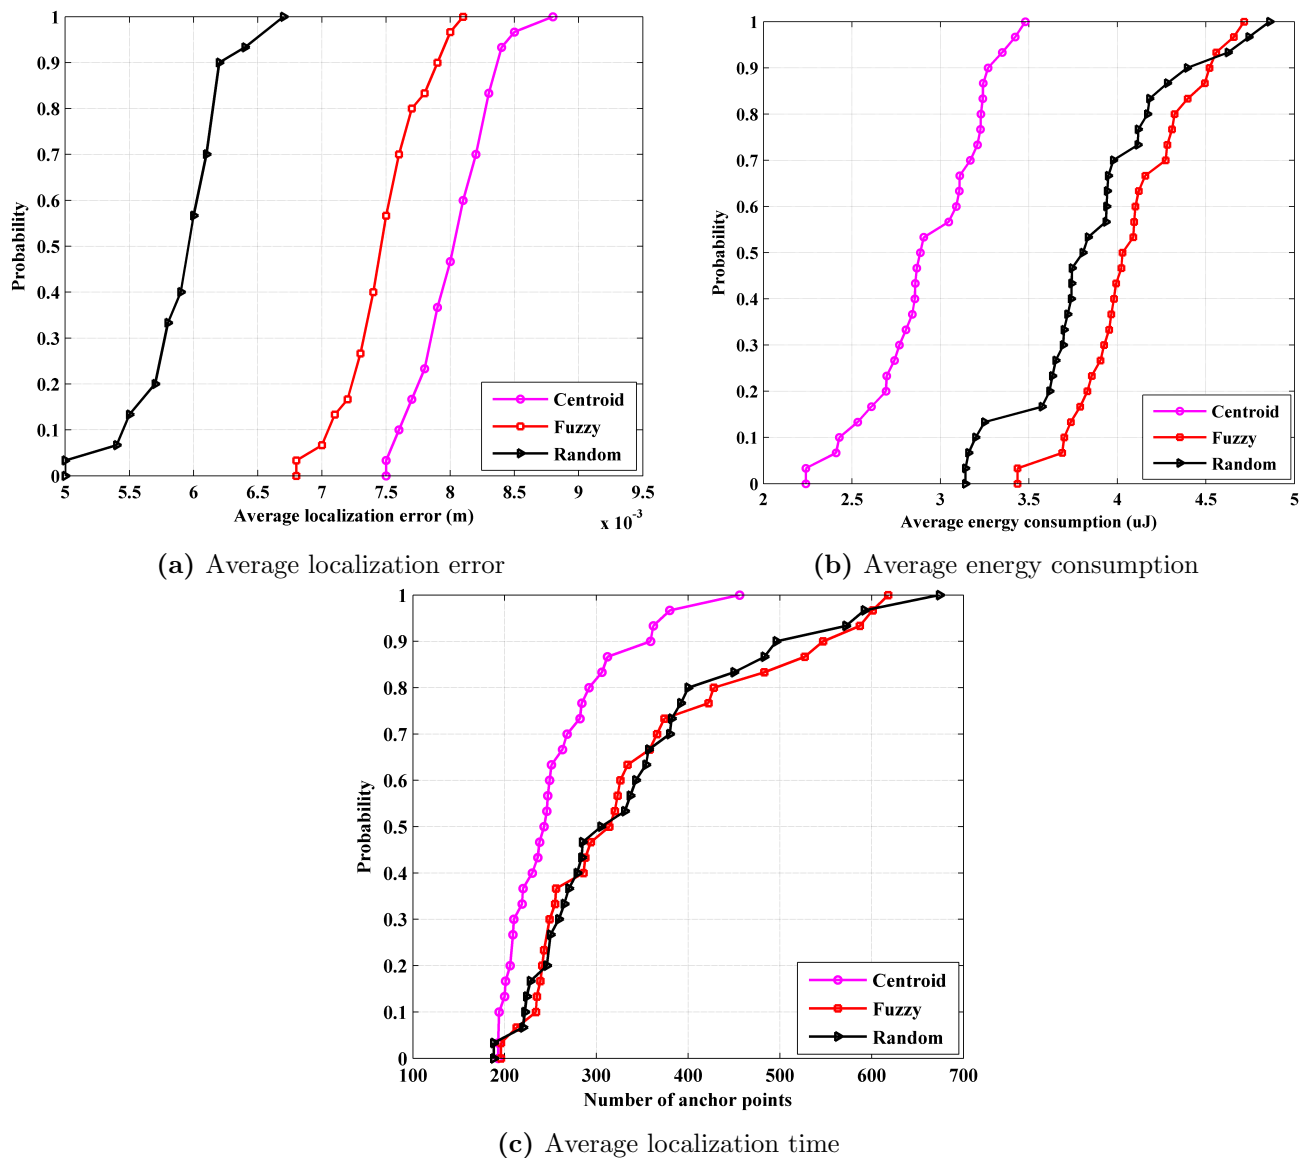 1
0.9
0.8
0.7
0.6
0.5
0.4
0.3
0.2
0.1
0
Probability
5 5.5 6 6.5 7 7.5 8 8.5 9 9.5
Average localization error (m)
x 10⁻³
Centroid
Fuzzy
Random
(a) Average localization error
1
0.9
0.8
0.7
0.6
0.5
0.4
0.3
0.2
0.1
0
Probability
2 2.5 3 3.5 4 4.5 5
Average energy consumption (uJ)
Centroid
Fuzzy
Random
(b) Average energy consumption
1
0.9
0.8
0.7
0.6
0.5
0.4
0.3
0.2
0.1
0
Probability
100 200 300 400 500 600 700
Number of anchor points
Centroid
Fuzzy
Random
(c) Average localization time